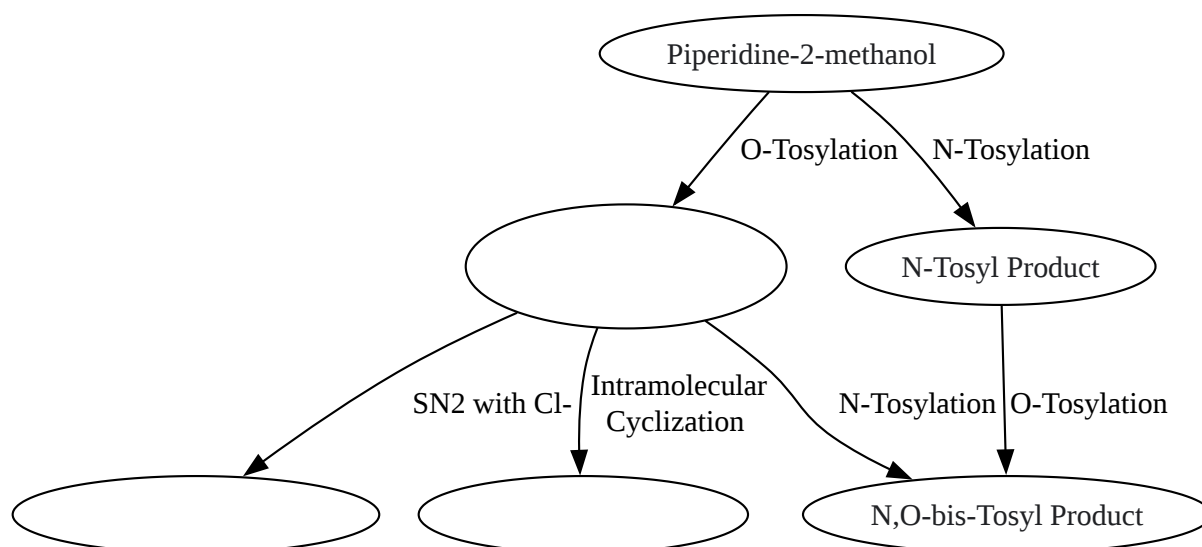 Piperidine-2-methanol
O-Tosylation
N-Tosylation
N-Tosyl Product
SN2 with Cl-
Intramolecular
Cyclization
N-Tosylation
O-Tosylation
N,O-bis-Tosyl Product